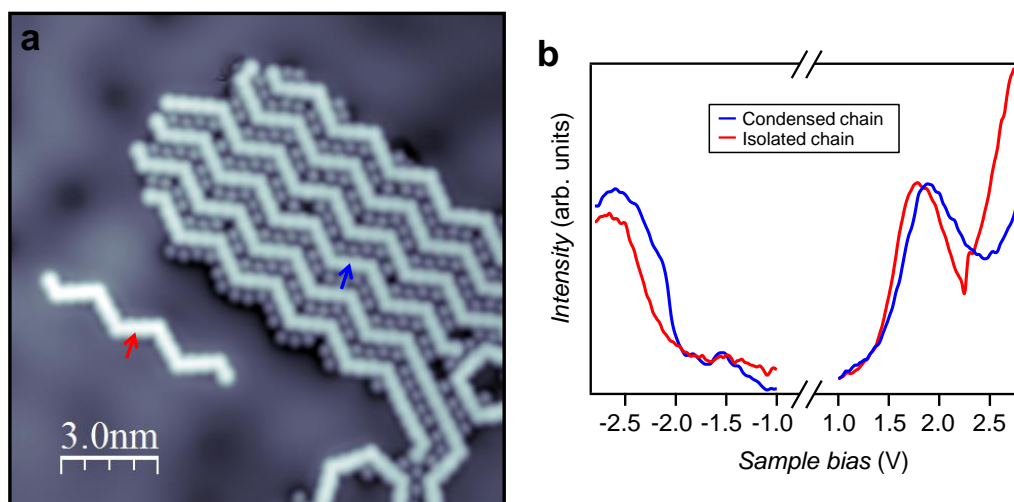 a
3.0nm
b
Intensity (arb. units)
Condensed chain
Isolated chain
-2.5 -2.0 -1.5 -1.0 1.0 1.5 2.0 2.5
Sample bias (V)